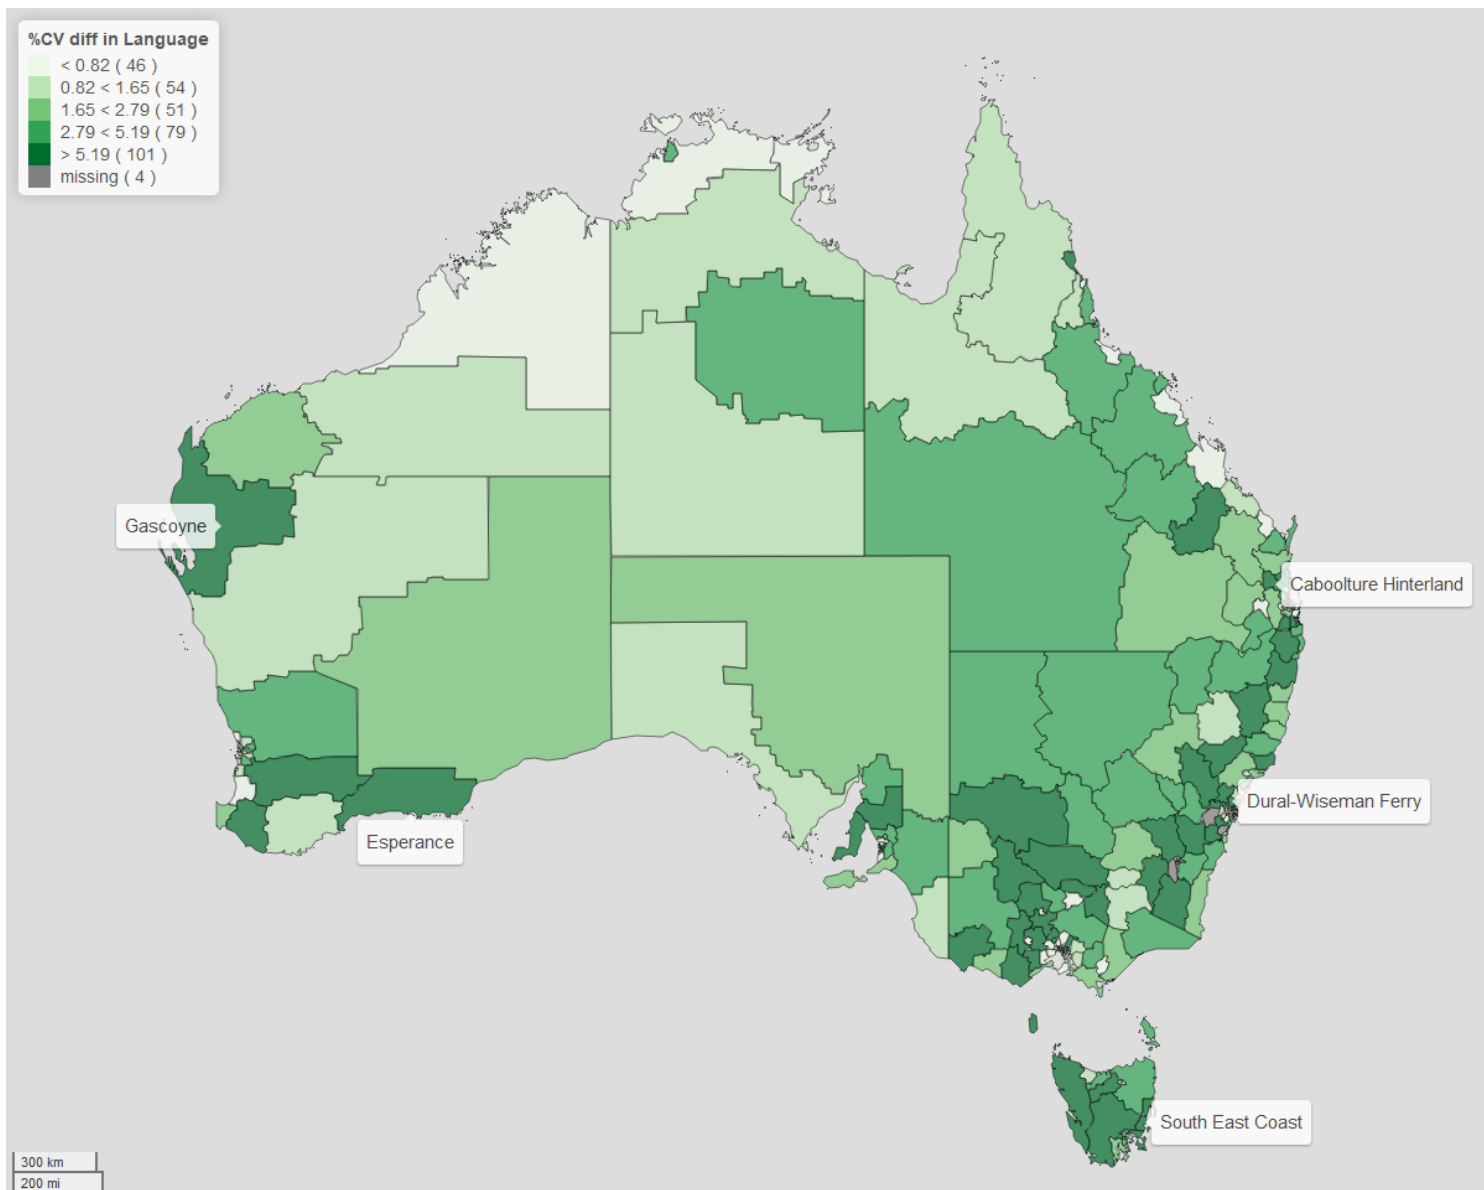 %CV diff in Language
< 0.82 ( 46 )
0.82 < 1.65 ( 54 )
1.65 < 2.79 ( 51 )
2.79 < 5.19 ( 79 )
> 5.19 ( 101 )
missing ( 4 )
Gascoyne
Caboolture Hinterland
Dural-Wiseman Ferry
Esperance
South East Coast
300 km
200 mi